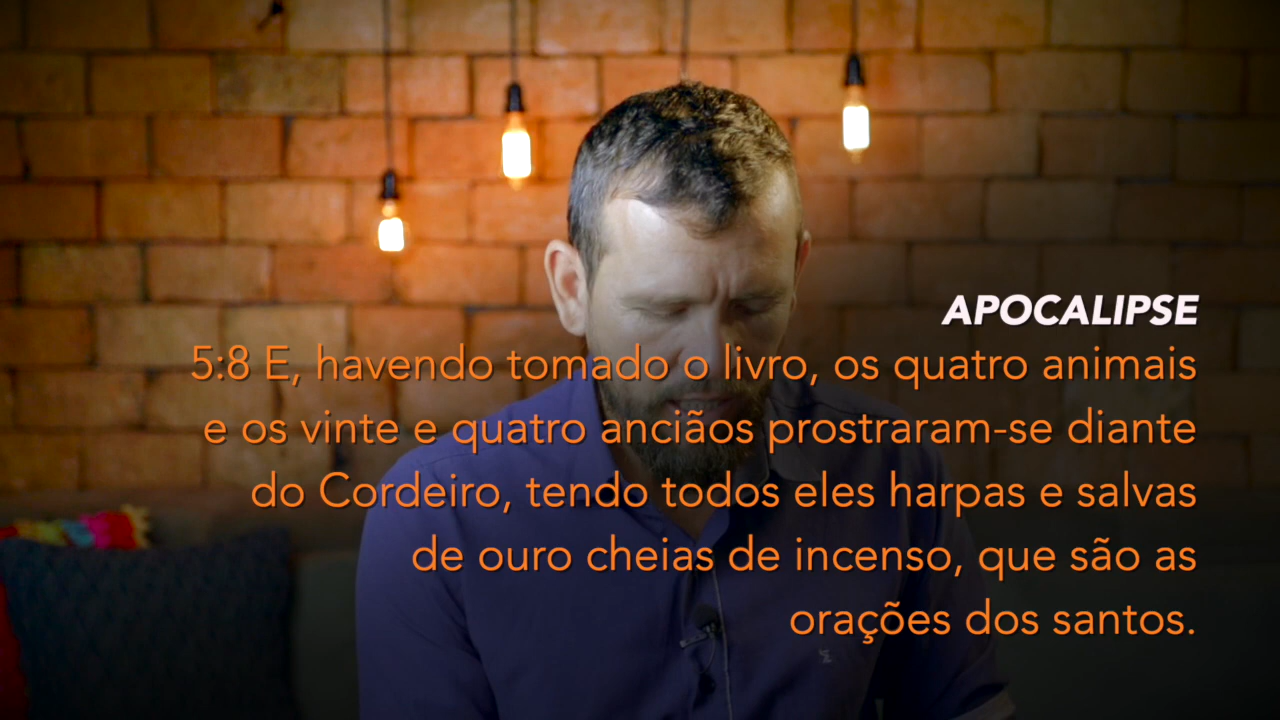 APOCALIPSE
5:8 E, havendo tomado o livro, os quatro animais
e os vinte e quatro anciãos prostraram-se diante
do Cordeiro, tendo todos eles harpas e salvas
de ouro cheias de incenso, que são as
orações dos santos.